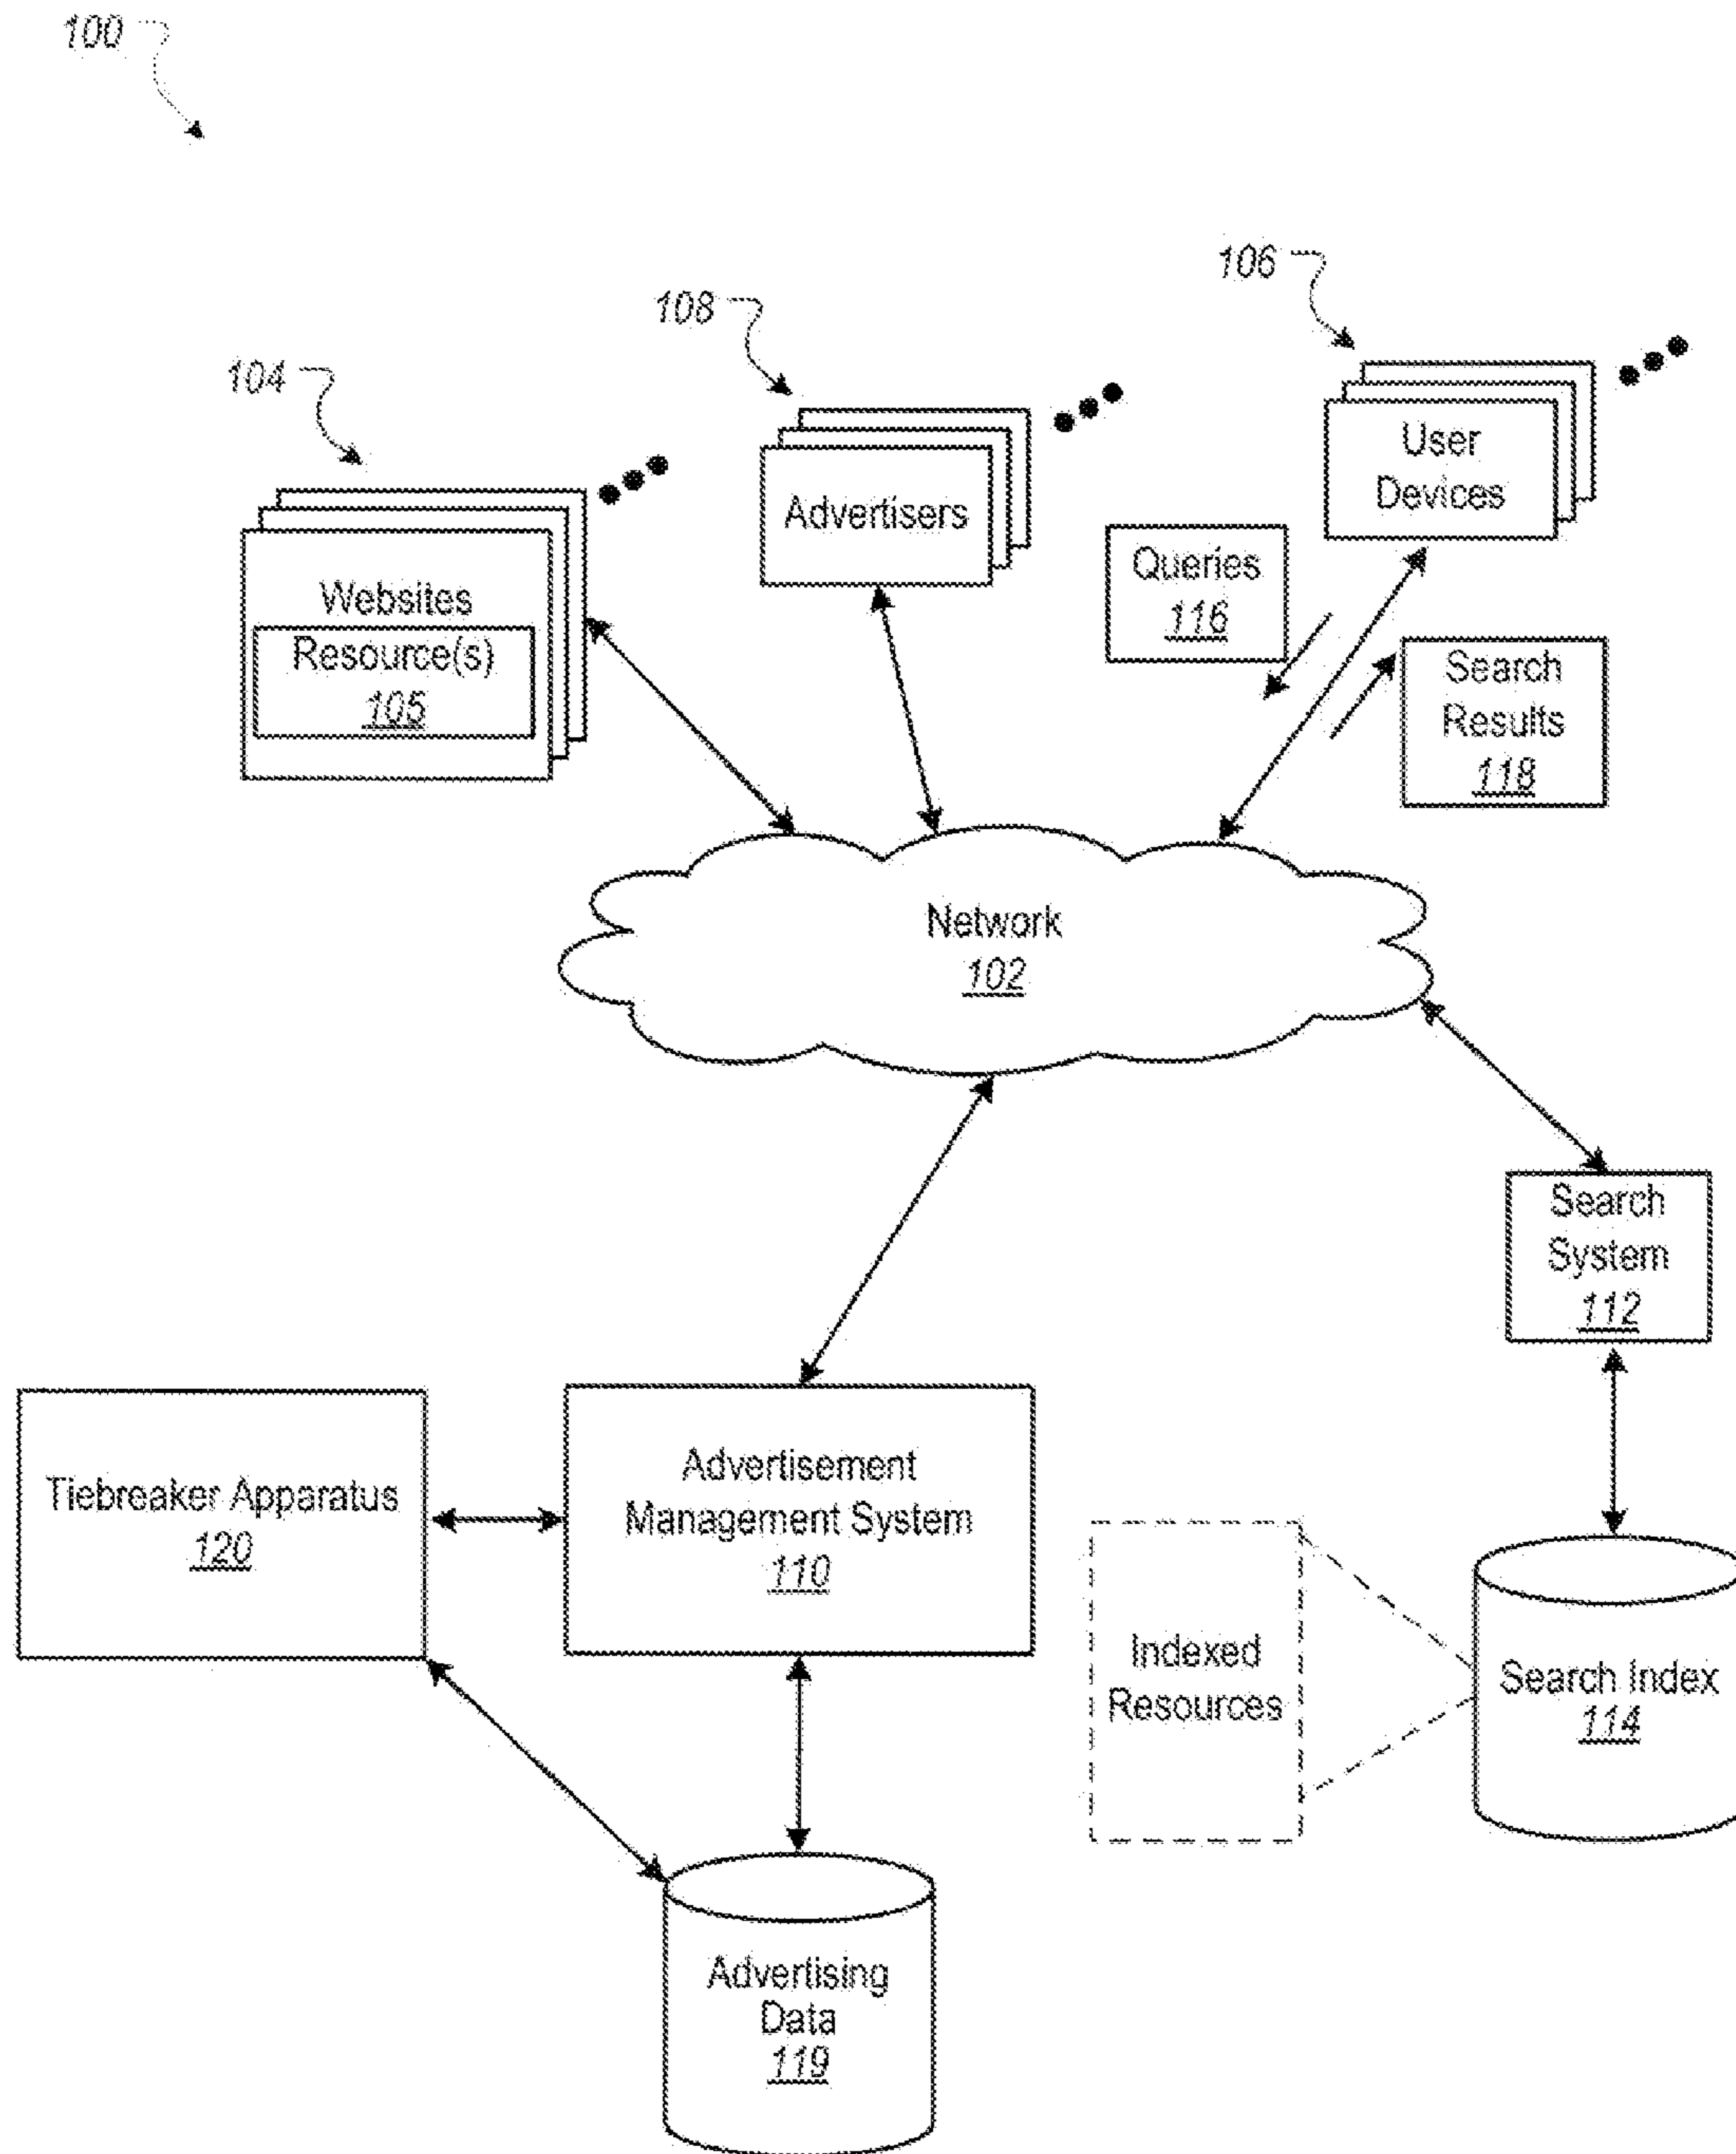 100
106
108
104
User
Devices
Advertisers
Queries
116
Websites
Resource(s)
105
Search
Results
118
Network
102
Search
System
112
Tiebreaker Apparatus
120
Advertisement
Management System
110
Indexed
Resources
Search Index
114
Advertising
Data
119